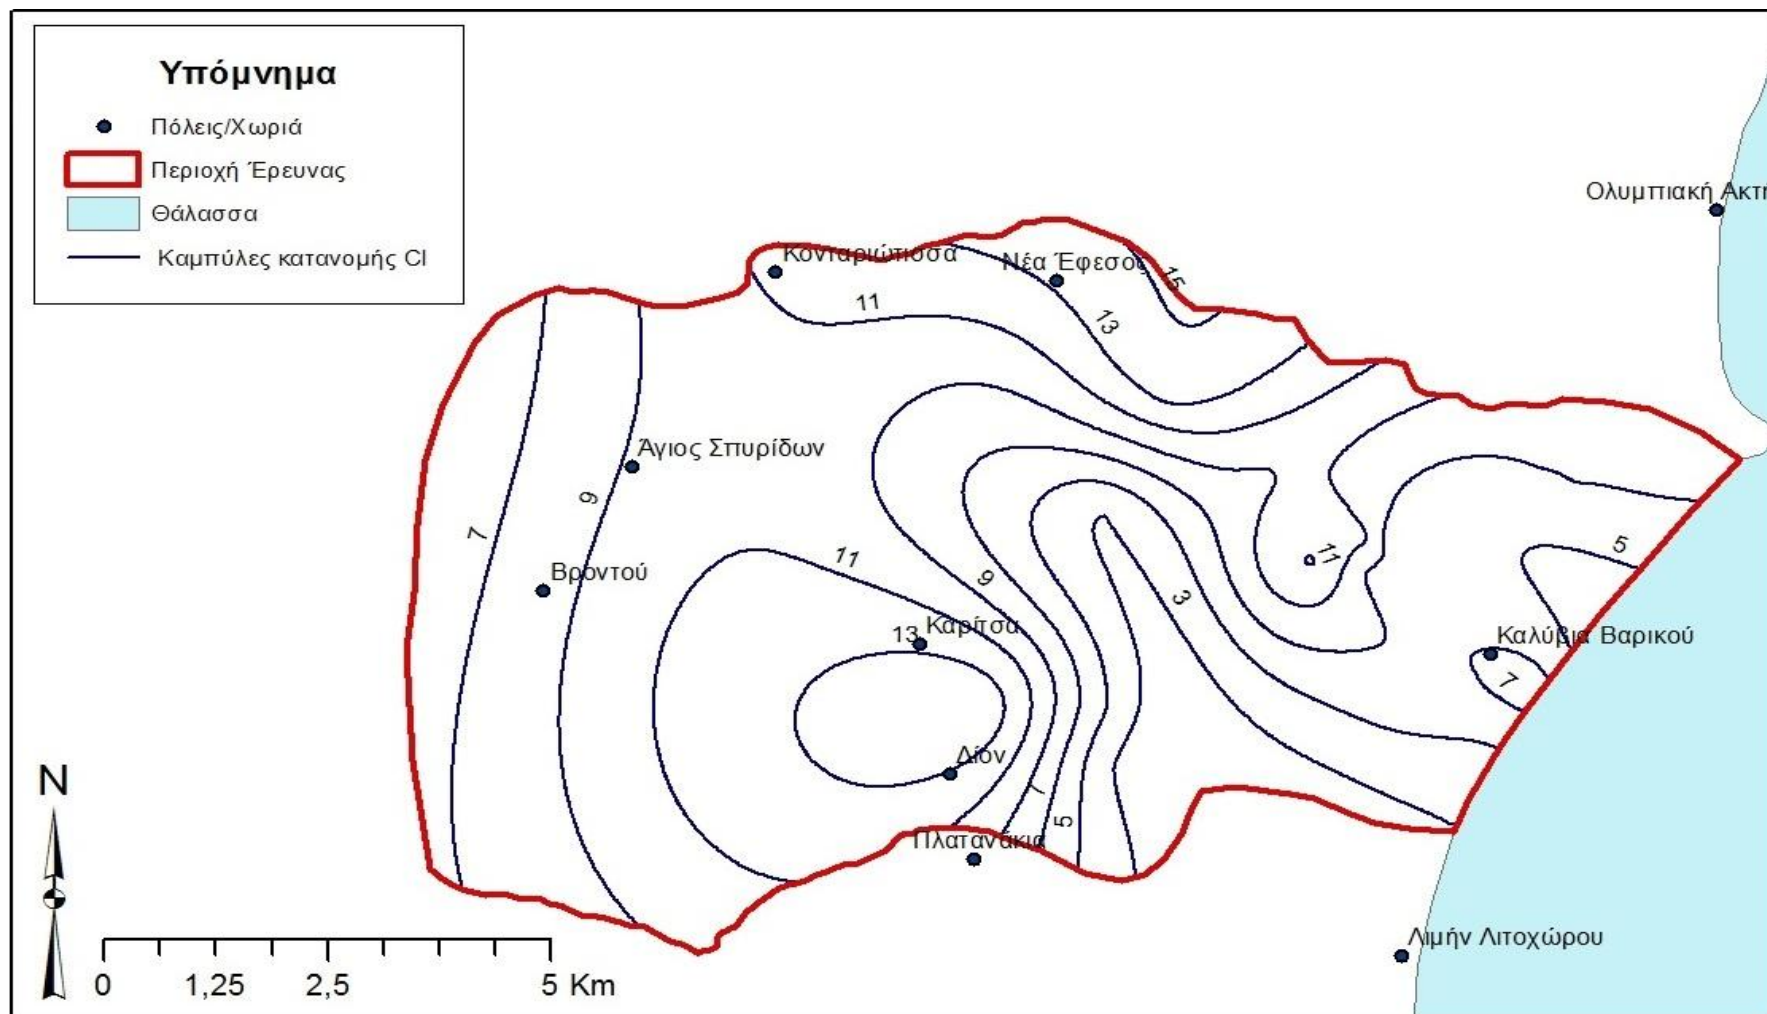 Υπόμνημα
Πόλεις/Χωριά
Περιοχή Έρευνας
Θάλασσα
Καμπύλες κατανομής Cl
Ολυμπιακή Ακτή
Κονταριώτισσα
Νέα Έφεσος
15
11
13
Άγιος Σπυρίδων
9
7
11
11
5
Βροντού
9
3
13
Καρίτσα
Καλύβια Βαρικού
7
Δίον
7
5
Πλατανάκια
Λιμήν Λιτοχώρου
N
0 1,25 2,5 5 Km